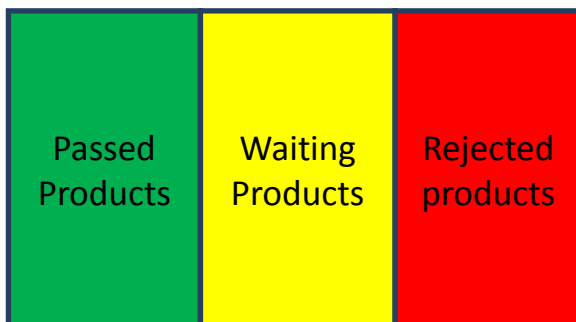 Passed
Products
Waiting
Products
Rejected
products